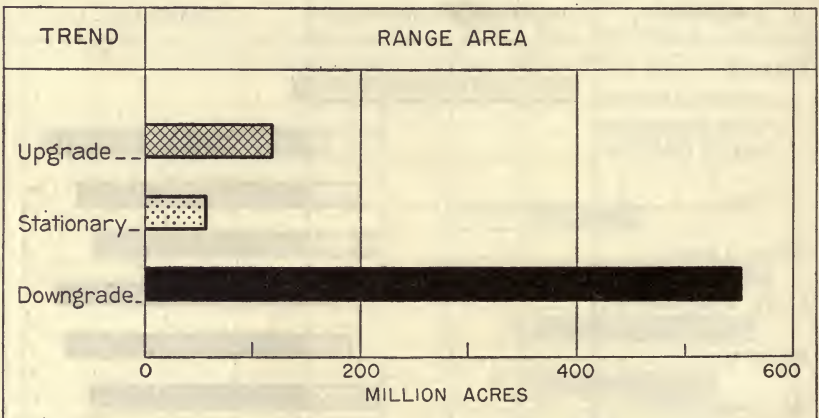 TREND RANGE AREA
Upgrade
Stationary
Downgrade
0 200 400 600
MILLION ACRES